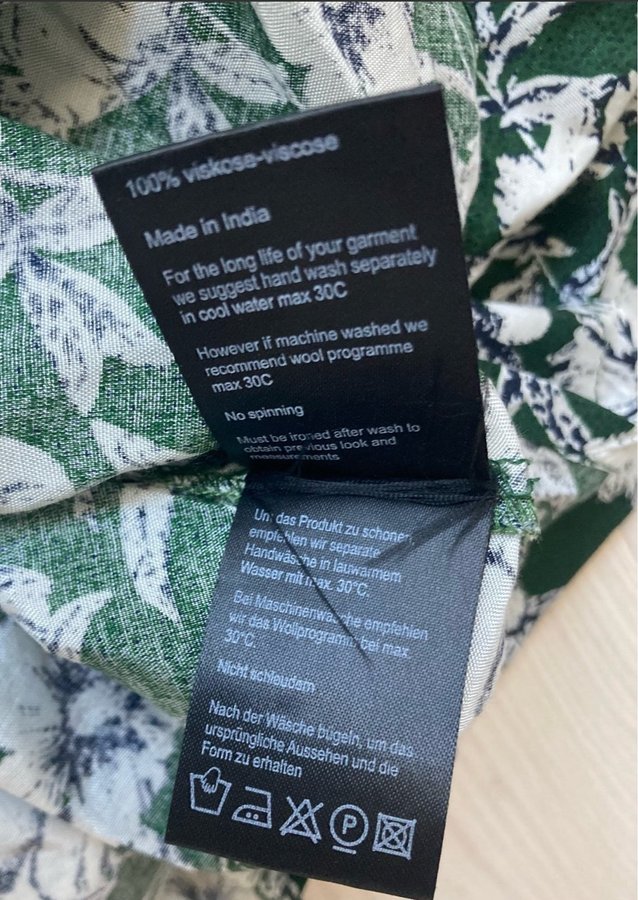 100% viskose-viscose
Made in India
For the long life of your garment
we suggest hand wash separately
in cool water max 30C
However if machine washed we
recommend wool programme
max 30C
No spinning
Must be ironed after wash to
obtain previous look and
measurements
Um das Produkt zu schonen,
empfehlen wir separate
Handwäsche in lauwarmem
Wasser mit max. 30°C.
Bei Maschinenwäsche empfehlen
wir das Wollprogramm bei max.
30°C.
Nicht schleudern
Nach der Wäsche bügeln, um das
ursprüngliche Aussehen und die
Form zu erhalten
P